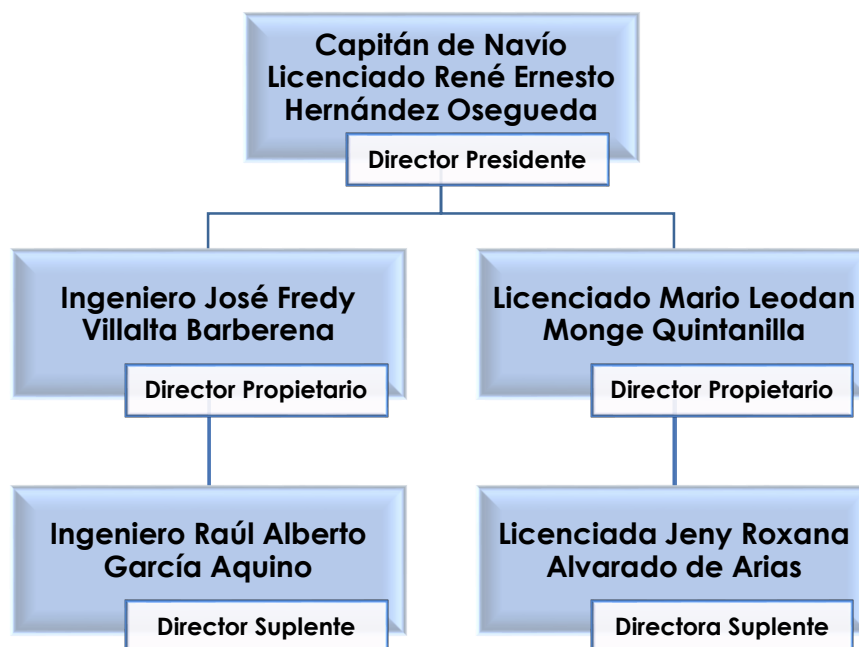 Capitán de Navío
Licenciado René Ernesto
Hernández Osegueda
Director Presidente
Ingeniero José Fredy
Villalta Barberena
Director Propietario
Licenciado Mario Leodan
Monge Quintanilla
Director Propietario
Ingeniero Raúl Alberto
García Aquino
Director Suplente
Licenciada Jeny Roxana
Alvarado de Arias
Directora Suplente